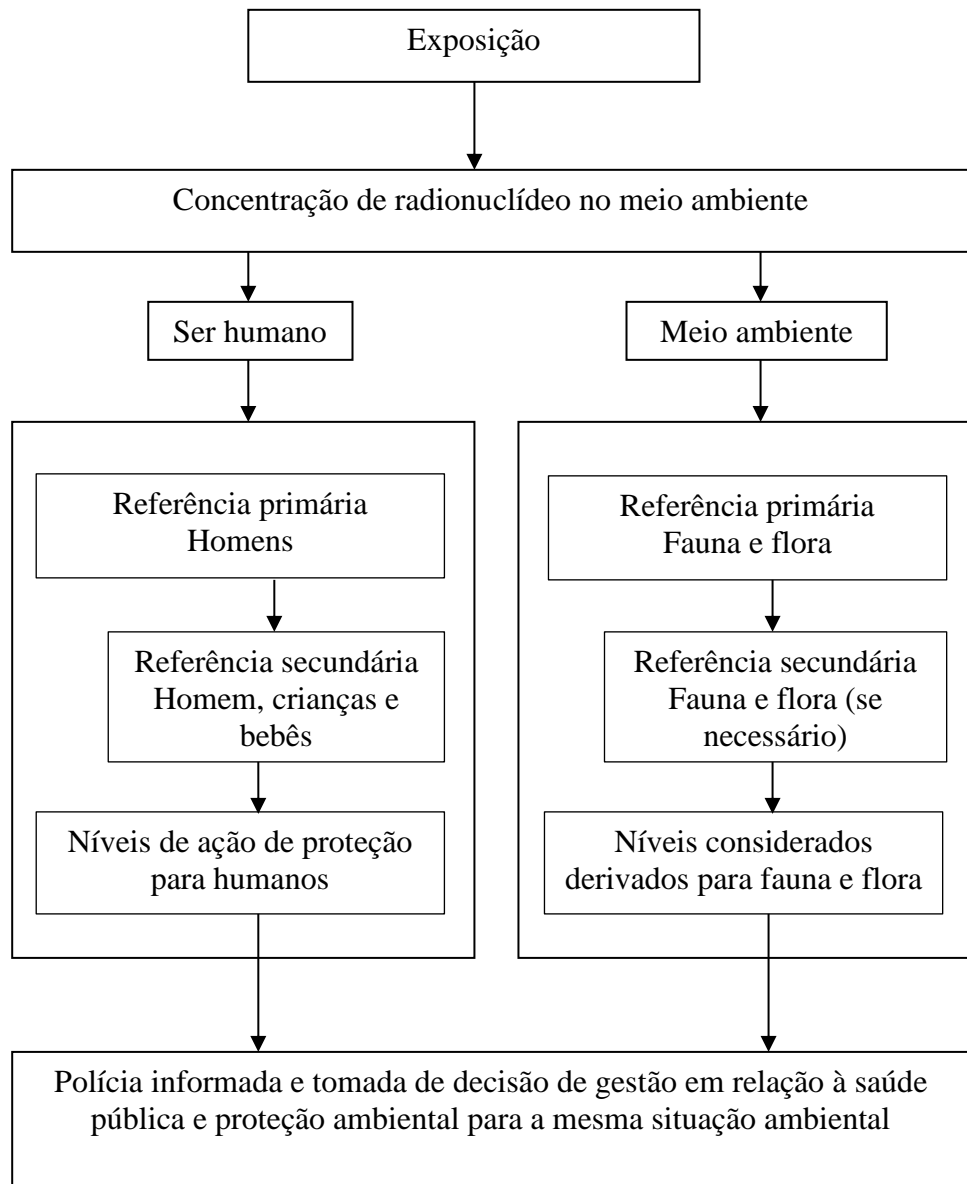 Exposição
Concentração de radionuclídeo no meio ambiente
Ser humano
Meio ambiente
Referência primária
Homens
Referência secundária
Homem, crianças e
bebês
Níveis de ação de proteção
para humanos
Referência primária
Fauna e flora
Referência secundária
Fauna e flora (se
necessário)
Níveis considerados
derivados para fauna e flora
Polícia informada e tomada de decisão de gestão em relação à saúde
pública e proteção ambiental para a mesma situação ambiental